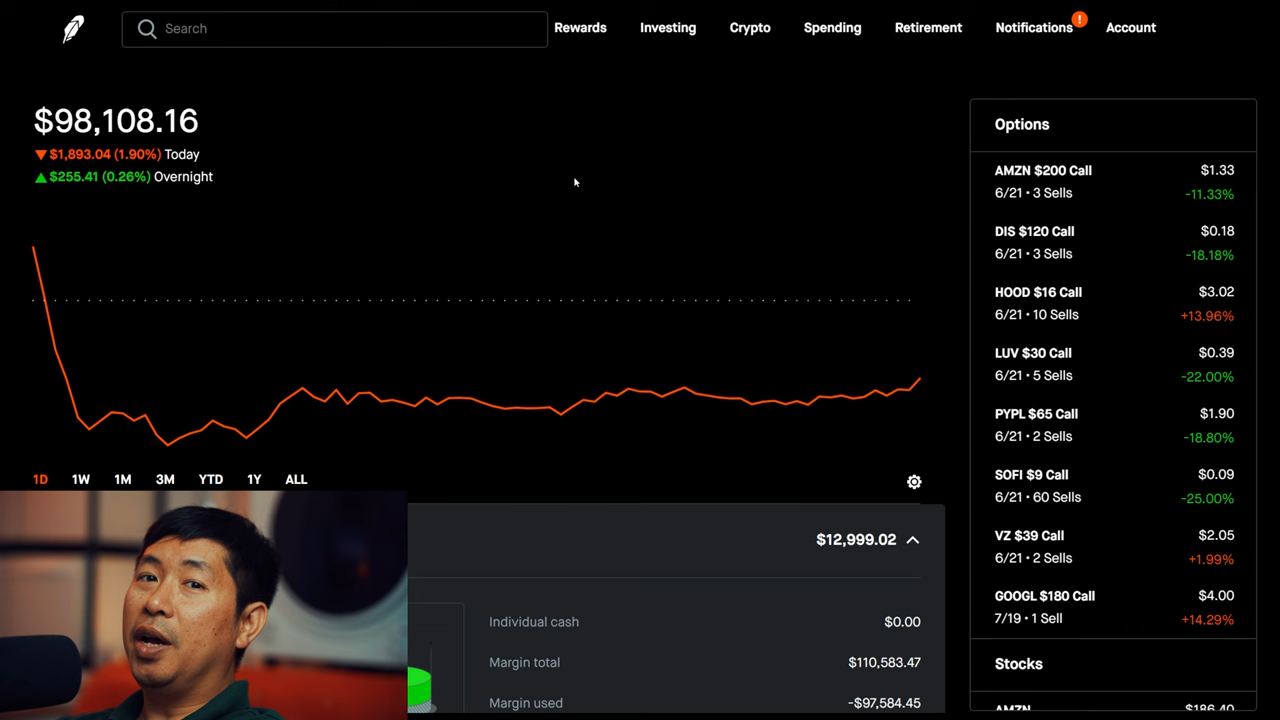 Search
Rewards
Investing
Crypto
Spending
Retirement
Notifications
!
Account
$98,108.16
▼ $1,893.04 (1.90%) Today
▲ $255.41 (0.26%) Overnight
1D
1W
1M
3M
YTD
1Y
ALL
$12,999.02
Individual cash $0.00
Margin total $110,583.47
Margin used -$97,584.45
Options
AMZN $200 Call $1.33
6/21 • 3 Sells -11.33%
DIS $120 Call $0.18
6/21 • 3 Sells -18.18%
HOOD $16 Call $3.02
6/21 • 10 Sells +13.96%
LUV $30 Call $0.39
6/21 • 5 Sells -22.00%
PYPL $65 Call $1.90
6/21 • 2 Sells -18.80%
SOFI $9 Call $0.09
6/21 • 60 Sells -25.00%
VZ $39 Call $2.05
6/21 • 2 Sells +1.99%
GOOGL $180 Call $4.00
7/19 • 1 Sell +14.29%
Stocks
AMZN $186.40